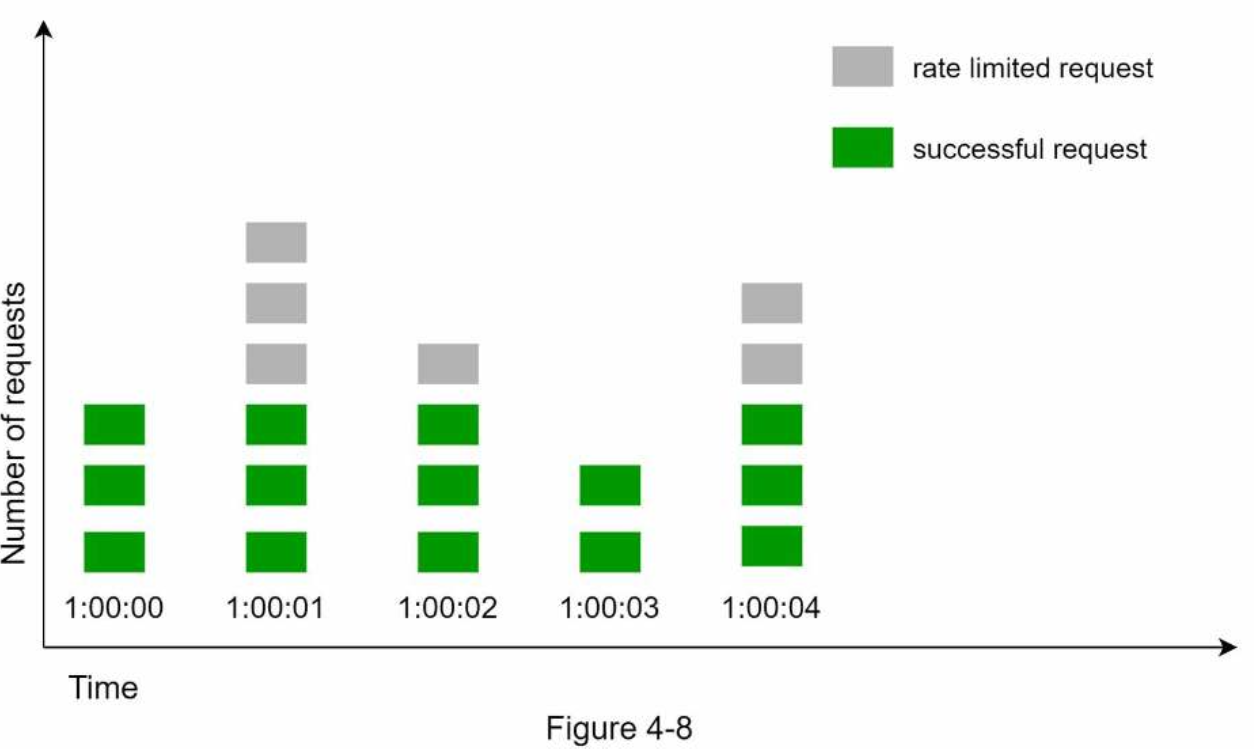 rate limited request
successful request
Number of requests
1:00:00 1:00:01 1:00:02 1:00:03 1:00:04
Time
Figure 4-8